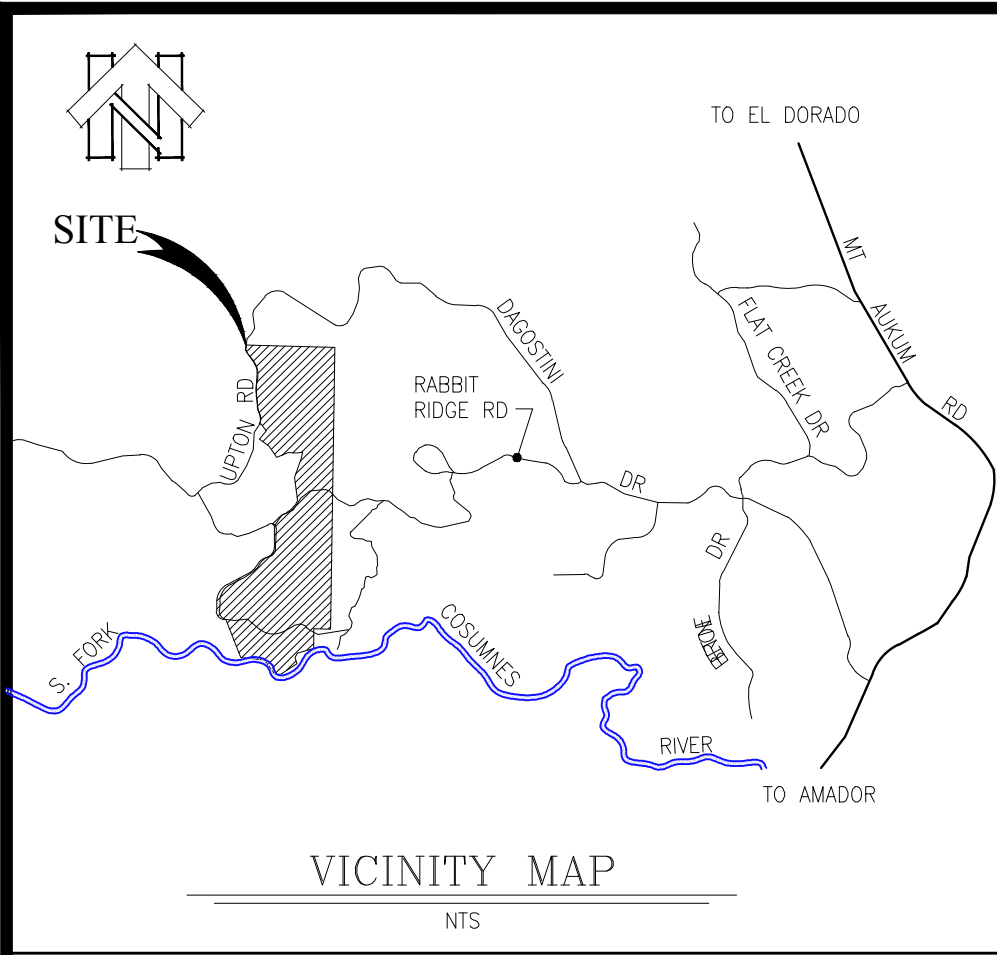 N
TO EL DORADO
SITE
MT
AUKUM
RD
DAGOSTINI
FLAT CREEK DR
RABBIT
RIDGE RD
UPTON RD
DR
DR
S. FORK
COSUMNES
RIVER
TO AMADOR
VICINITY MAP
NTS